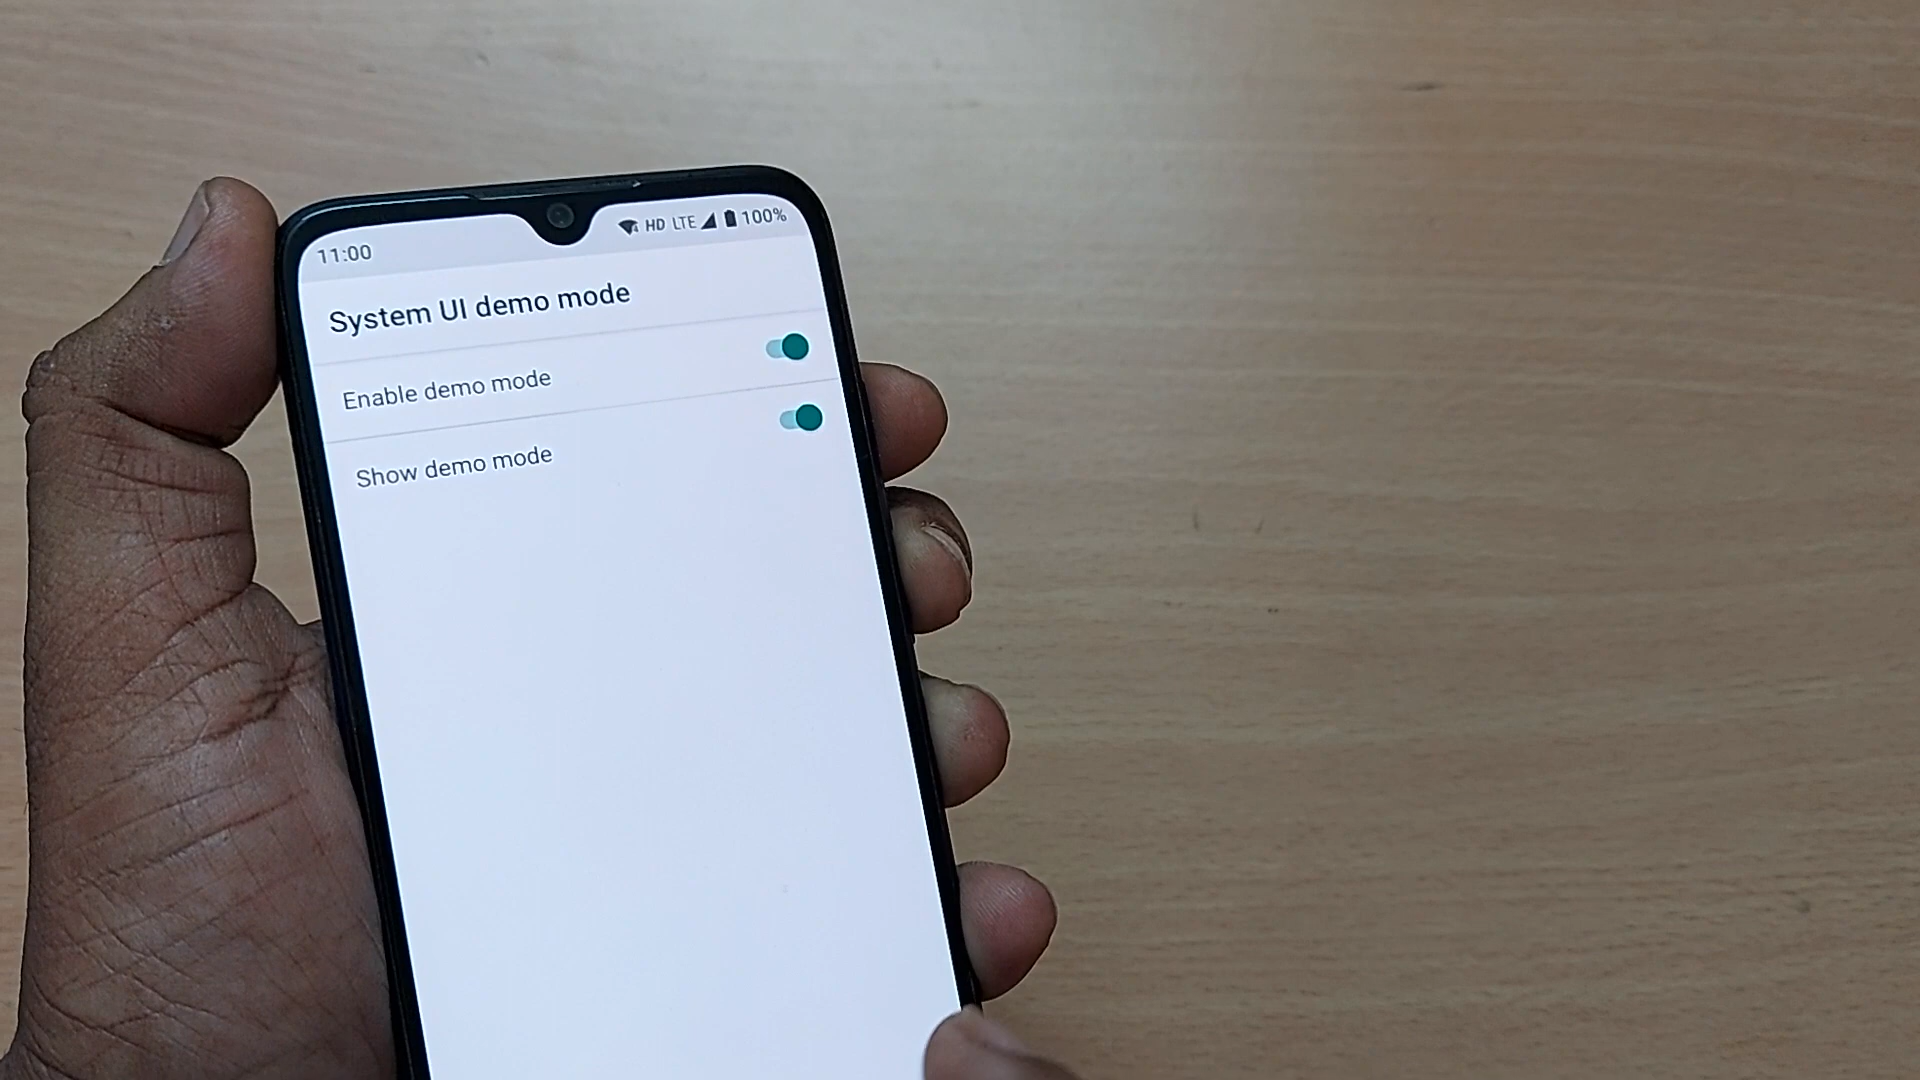 11:00 HD LTE 100%
System UI demo mode
Enable demo mode
Show demo mode